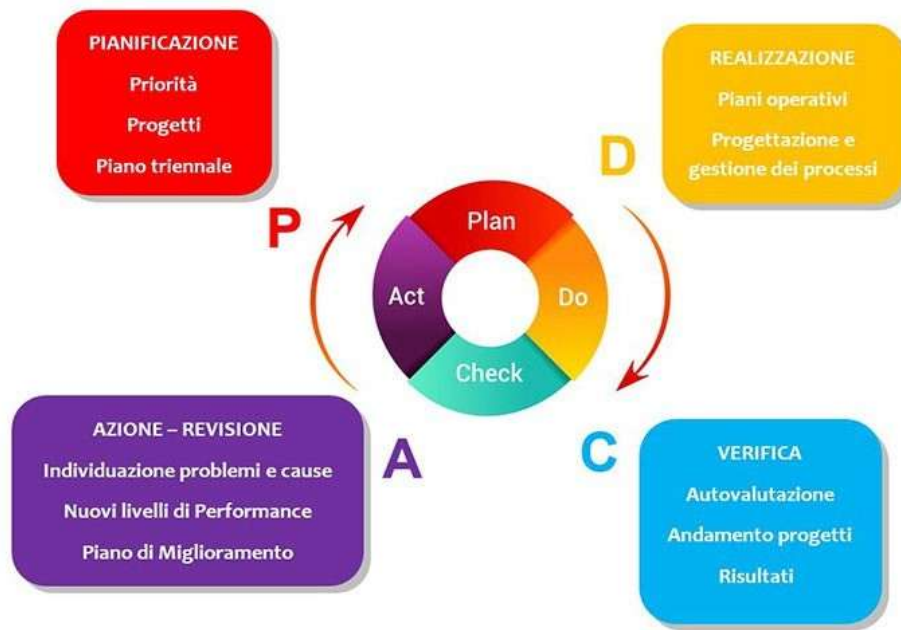 PIANIFICAZIONE
Priorità
Progetti
Piano triennale
REALIZZAZIONE
Piani operativi
Progettazione e
gestione dei processi
P
D
Plan
Act
Do
Check
A
C
AZIONE – REVISIONE
Individuazione problemi e cause
Nuovi livelli di Performance
Piano di Miglioramento
VERIFICA
Autovalutazione
Andamento progetti
Risultati